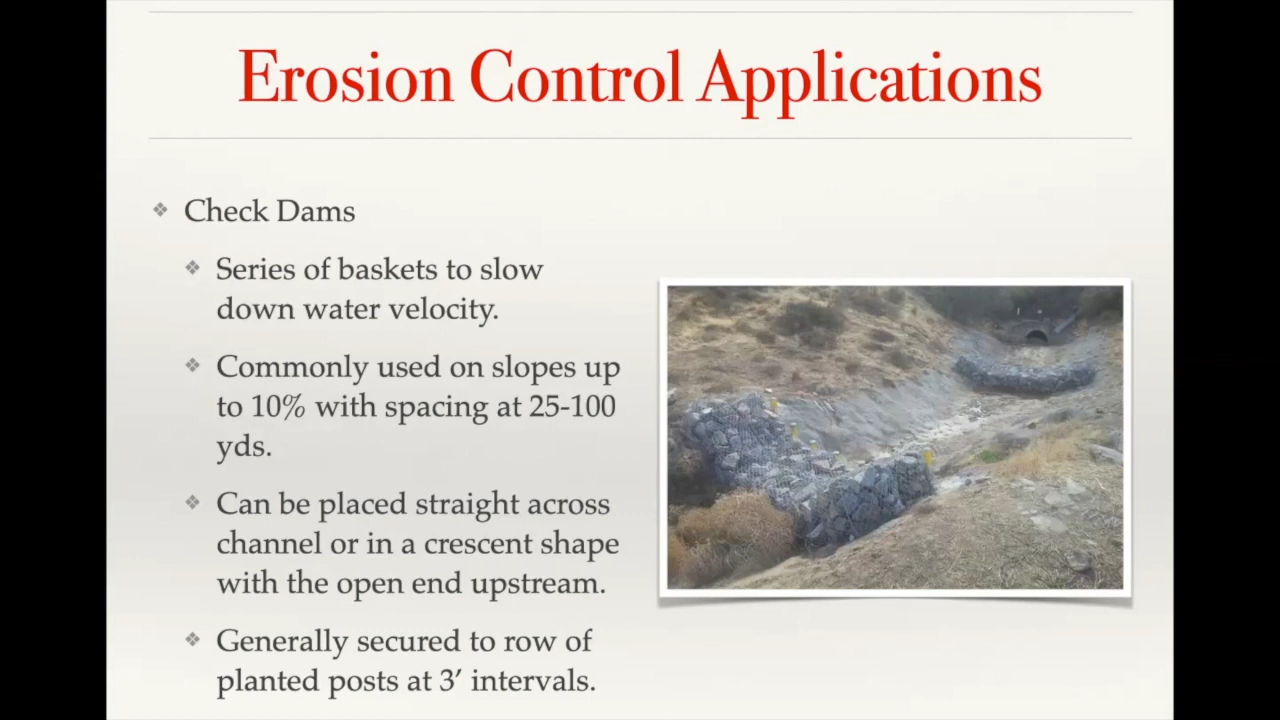 Erosion Control Applications
Check Dams
Series of baskets to slow
down water velocity.
Commonly used on slopes up
to 10% with spacing at 25-100
yds.
Can be placed straight across
channel or in a crescent shape
with the open end upstream.
Generally secured to row of
planted posts at 3’ intervals.